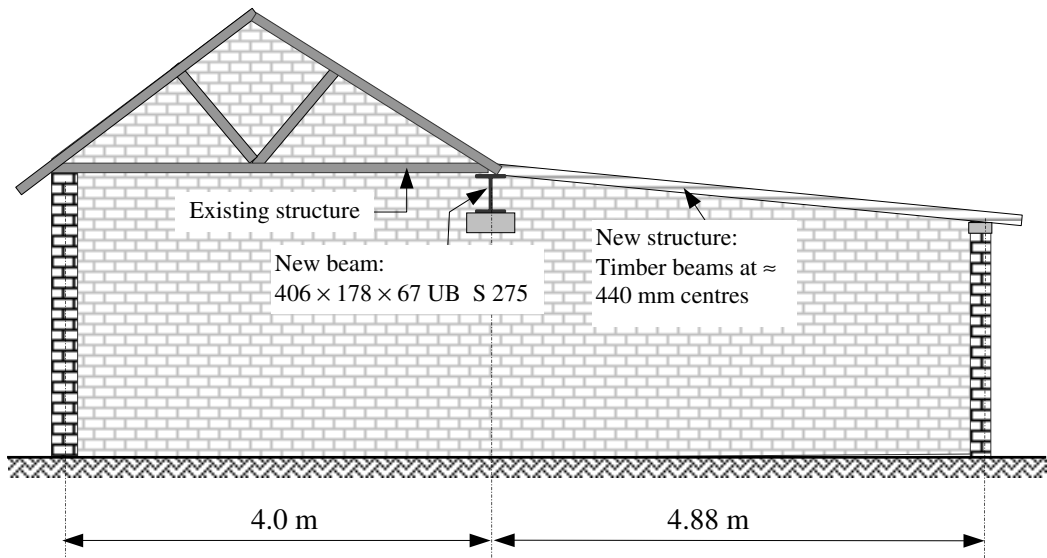 Existing structure
New beam:
406 × 178 × 67 UB S 275
New structure:
Timber beams at ≈
440 mm centres
4.0 m
4.88 m